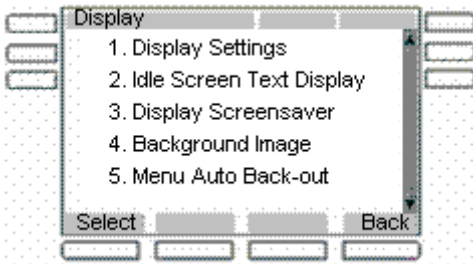 Display
1. Display Settings
2. Idle Screen Text Display
3. Display Screensaver
4. Background Image
5. Menu Auto Back-out
Select Back